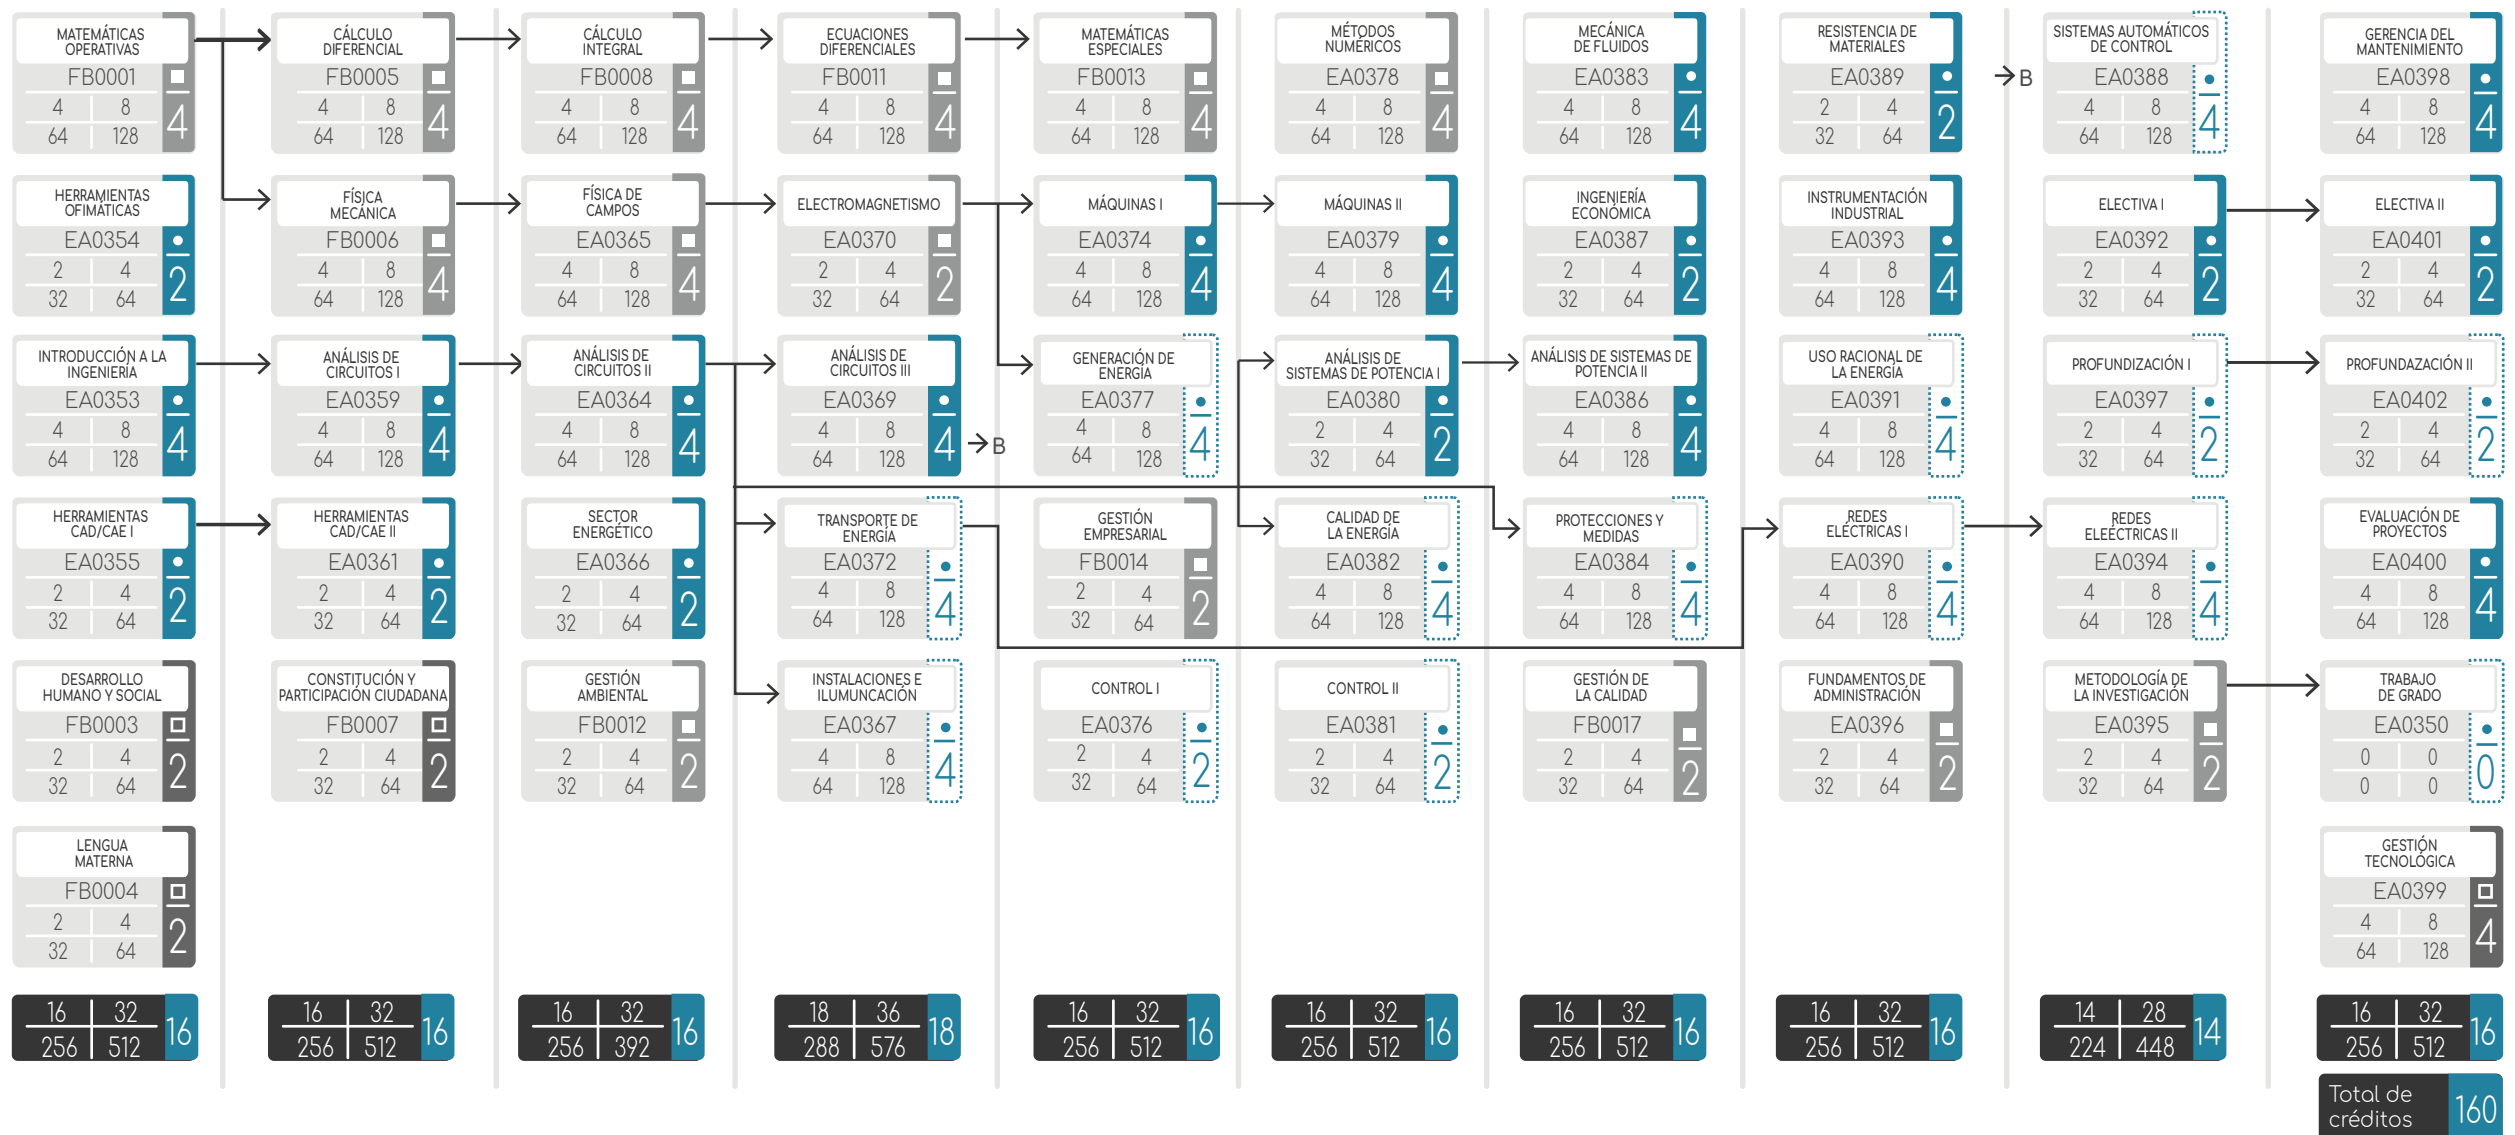 MATEMÁTICAS
OPERATIVAS
FB0001
4 8
64 128
4
CÁLCULO
DIFERENCIAL
FB0005
4 8
64 128
4
CÁLCULO
INTEGRAL
FB0008
4 8
64 128
4
ECUACIONES
DIFERENCIALES
FB0011
4 8
64 128
4
MATEMÁTICAS
ESPECIALES
FB0013
4 8
64 128
4
MÉTODOS
NUMÉRICOS
EA0378
4 8
64 128
4
MECÁNICA
DE FLUIDOS
EA0383
4 8
64 128
4
RESISTENCIA DE
MATERIALES
EA0389
2 4
32 64
2
B
SISTEMAS AUTOMÁTICOS
DE CONTROL
EA0388
4 8
64 128
4
GERENCIA DEL
MANTENIMIENTO
EA0398
4 8
64 128
4
HERRAMIENTAS
OFIMÁTICAS
EA0354
2 4
32 64
2
FÍSICA
MECÁNICA
FB0006
4 8
64 128
4
FÍSICA DE
CAMPOS
EA0365
4 8
64 128
4
ELECTROMAGNETISMO
EA0370
2 4
32 64
2
MÁQUINAS I
EA0374
4 8
64 128
4
MÁQUINAS II
EA0379
4 8
64 128
4
INGENIERÍA
ECONÓMICA
EA0387
2 4
32 64
2
INSTRUMENTACIÓN
INDUSTRIAL
EA0393
4 8
64 128
4
ELECTIVA I
EA0392
2 4
32 64
2
ELECTIVA II
EA0401
2 4
32 64
2
INTRODUCCIÓN A LA
INGENIERÍA
EA0353
4 8
64 128
4
ANÁLISIS DE
CIRCUITOS I
EA0359
4 8
64 128
4
ANÁLISIS DE
CIRCUITOS II
EA0364
4 8
64 128
4
ANÁLISIS DE
CIRCUITOS III
EA0369
4 8
64 128
4
B
GENERACIÓN DE
ENERGÍA
EA0377
4 8
64 128
4
ANÁLISIS DE
SISTEMAS DE POTENCIA I
EA0380
2 4
32 64
2
ANÁLISIS DE SISTEMAS DE
POTENCIA II
EA0386
4 8
64 128
4
USO RACIONAL DE
LA ENERGÍA
EA0391
4 8
64 128
4
PROFUNDIZACIÓN I
EA0397
2 4
32 64
2
PROFUNDAZACIÓN II
EA0402
2 4
32 64
2
HERRAMIENTAS
CAD/CAE I
EA0355
2 4
32 64
2
HERRAMIENTAS
CAD/CAE II
EA0361
2 4
32 64
2
SECTOR
ENERGÉTICO
EA0366
2 4
32 64
2
TRANSPORTE DE
ENERGÍA
EA0372
4 8
64 128
4
GESTIÓN
EMPRESARIAL
FB0014
2 4
32 64
2
CALIDAD DE
LA ENERGÍA
EA0382
4 8
64 128
4
PROTECCIONES Y
MEDIDAS
EA0384
4 8
64 128
4
REDES
ELÉCTRICAS I
EA0390
4 8
64 128
4
REDES
ELEÉCTRICAS II
EA0394
4 8
64 128
4
EVALUACIÓN DE
PROYECTOS
EA0400
4 8
64 128
4
DESARROLLO
HUMANO Y SOCIAL
FB0003
2 4
32 64
2
CONSTITUCIÓN Y
PARTICIPACIÓN CIUDADANA
FB0007
2 4
32 64
2
GESTIÓN
AMBIENTAL
FB0012
2 4
32 64
2
INSTALACIONES E
ILUMUNCACIÓN
EA0367
4 8
64 128
4
CONTROL I
EA0376
2 4
32 64
2
CONTROL II
EA0381
2 4
32 64
2
GESTIÓN DE
LA CALIDAD
FB0017
2 4
32 64
2
FUNDAMENTOS DE
ADMINISTRACIÓN
EA0396
2 4
32 64
2
METODOLOGÍA DE
LA INVESTIGACIÓN
EA0395
2 4
32 64
2
TRABAJO
DE GRADO
EA0350
0 0
0 0
0
LENGUA
MATERNA
FB0004
2 4
32 64
2
GESTIÓN
TECNOLÓGICA
EA0399
4 8
64 128
4
16 32
256 512
16
16 32
256 512
16
16 32
256 392
16
18 36
288 576
18
16 32
256 512
16
16 32
256 512
16
16 32
256 512
16
16 32
256 512
16
14 28
224 448
14
16 32
256 512
16
Total de
créditos
160